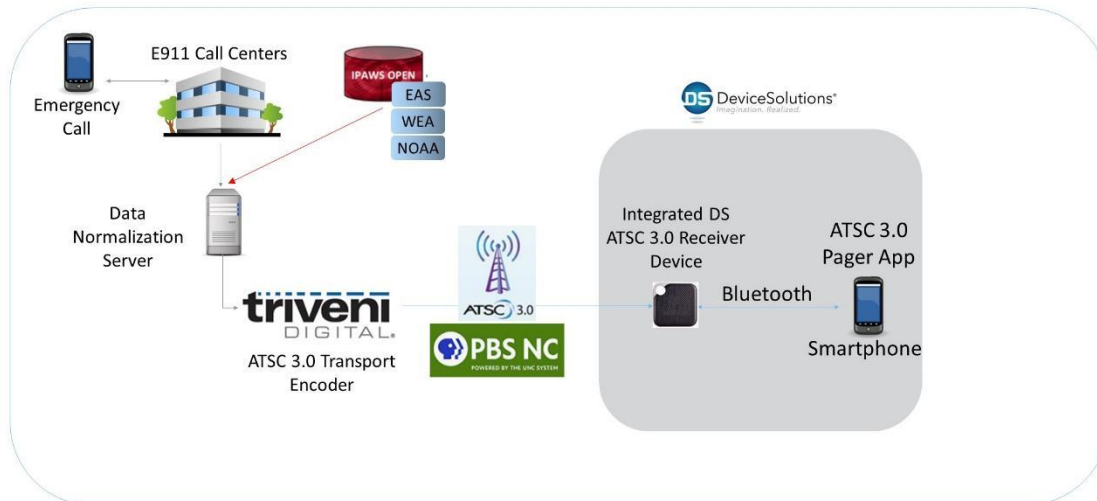 E911 Call Centers
Emergency
Call
IPAWS OPEN
EAS
WEA
NOAA
Data
Normalization
Server
triveni
DIGITAL®
ATSC 3.0 Transport
Encoder
ATSC 3.0
PBS NC
POWERED BY THE UNC SYSTEM
DS DeviceSolutions®
Imagination. Realized.
Integrated DS
ATSC 3.0 Receiver
Device
Bluetooth
ATSC 3.0
Pager App
Smartphone